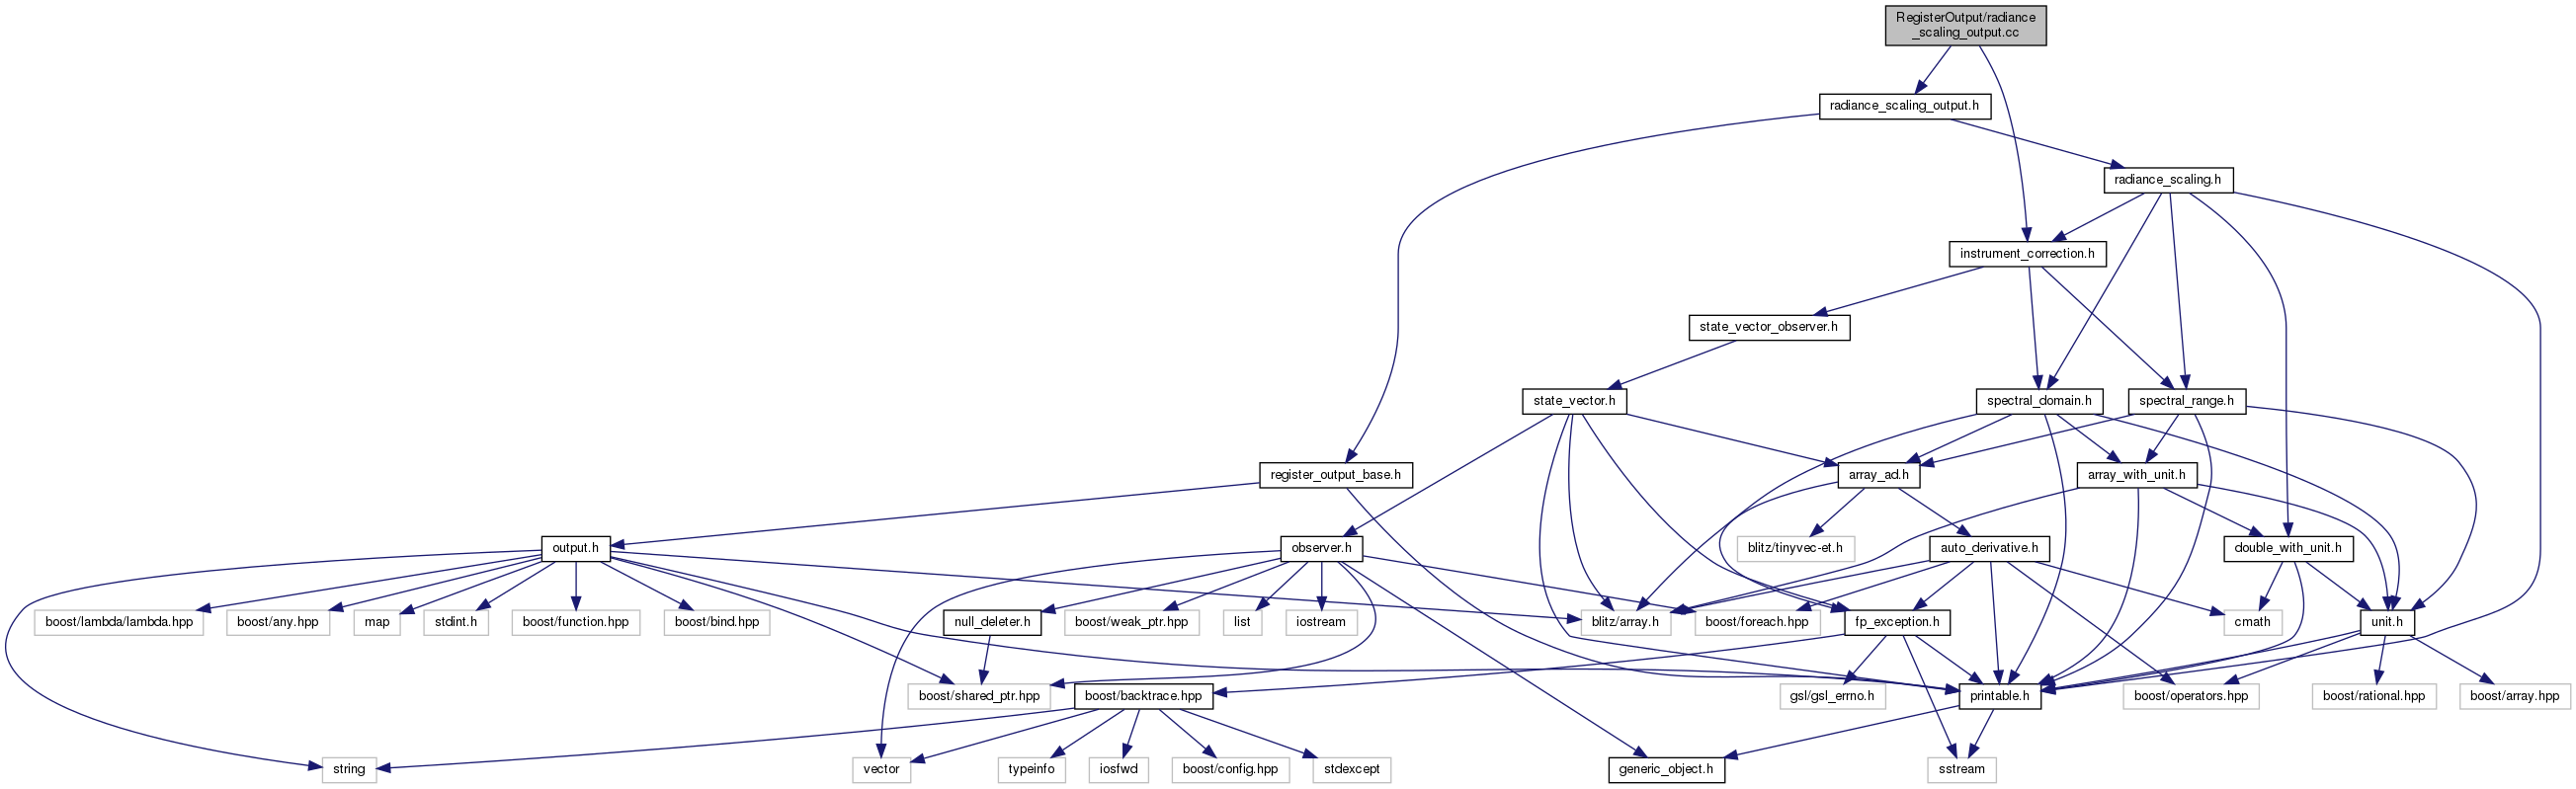 RegisterOutput/radiance
_scaling_output.cc
radiance_scaling_output.h
radiance_scaling.h
instrument_correction.h
state_vector_observer.h
state_vector.h
spectral_domain.h
spectral_range.h
register_output_base.h
array_ad.h
array_with_unit.h
output.h
observer.h
blitz/tinyvec-et.h
auto_derivative.h
double_with_unit.h
boost/lambda/lambda.hpp
boost/any.hpp
map
stdint.h
boost/function.hpp
boost/bind.hpp
null_deleter.h
boost/weak_ptr.hpp
list
iostream
blitz/array.h
boost/foreach.hpp
fp_exception.h
cmath
unit.h
boost/shared_ptr.hpp
boost/backtrace.hpp
gsl/gsl_errno.h
printable.h
boost/operators.hpp
boost/rational.hpp
boost/array.hpp
string
vector
typeinfo
iosfwd
boost/config.hpp
stdexcept
generic_object.h
sstream